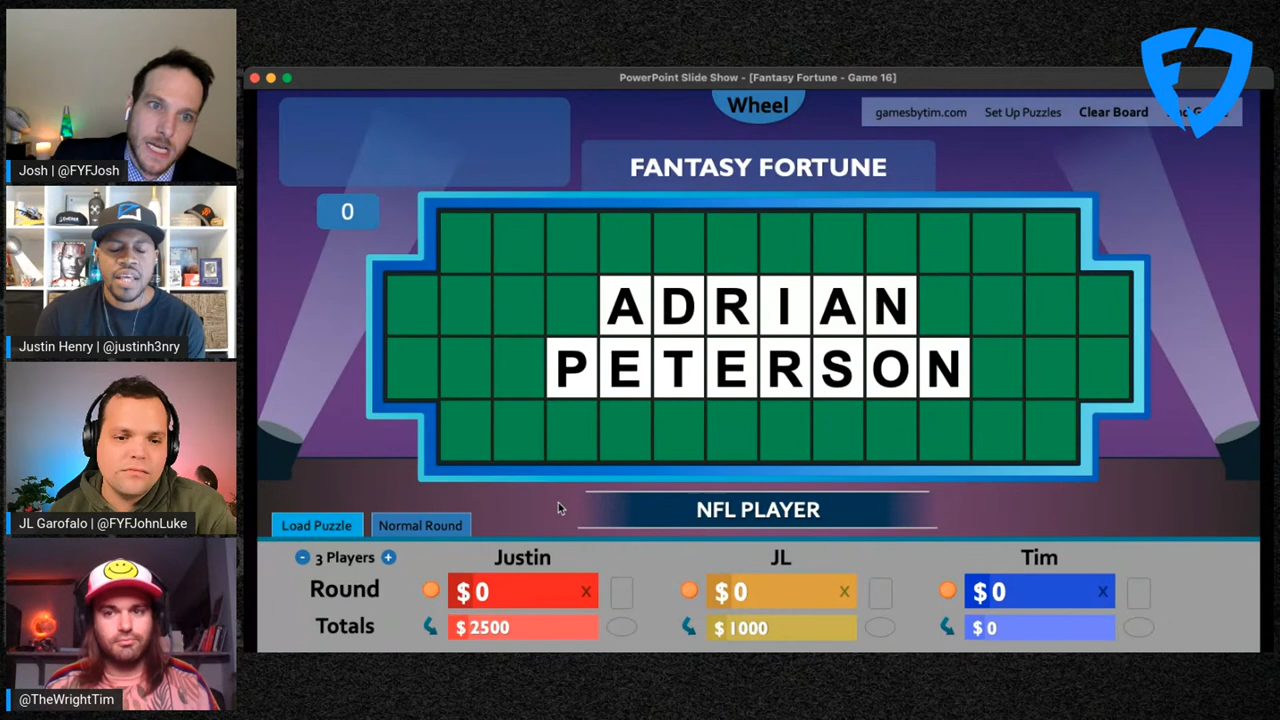 PowerPoint Slide Show - [Fantasy Fortune - Game 16]
Wheel
gamesbytim.com Set Up Puzzles Clear Board
FANTASY FORTUNE
0
ADRIAN
PETERSON
NFL PLAYER
Load Puzzle Normal Round
- 3 Players + Justin JL Tim
Round $ 0 x $ 0 x $ 0 x
Totals $ 2500 $ 1000 $ 0
Josh | @FYFJosh
Justin Henry | @justinh3nry
JL Garofalo | @FYFJohnLuke
@TheWrightTim